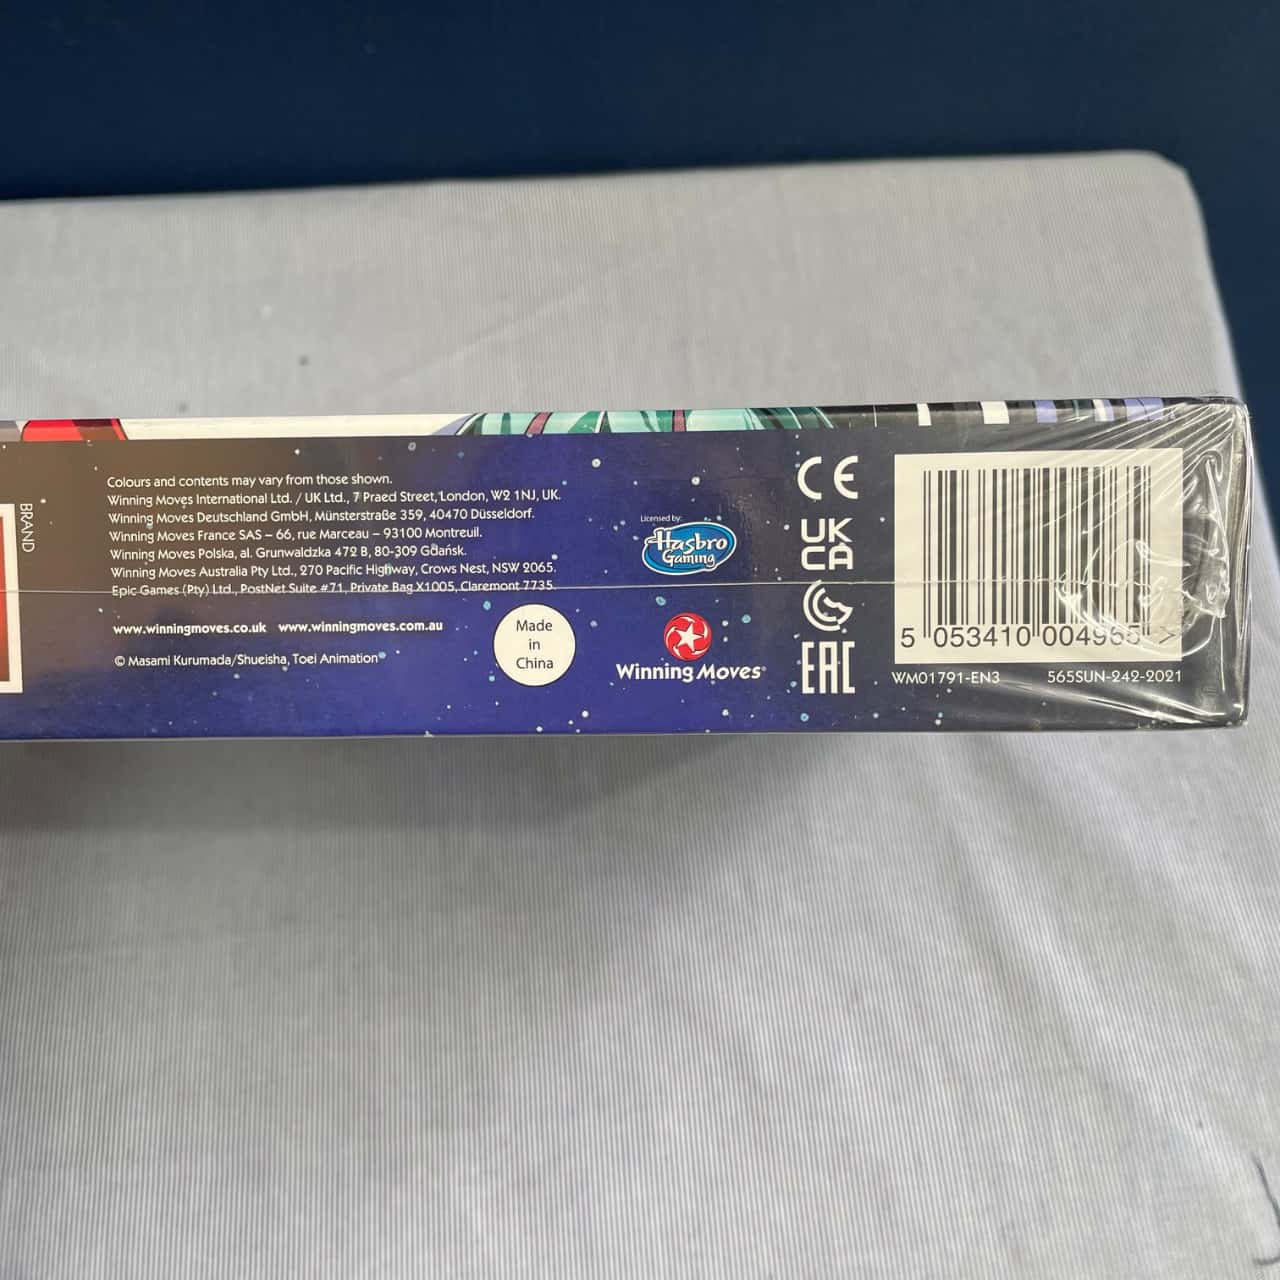 BRAND
Colours and contents may vary from those shown.
Winning Moves International Ltd. / UK Ltd., 7 Praed Street, London, W2 1NJ, UK.
Winning Moves Deutschland GmbH, Münsterstraße 359, 40470 Düsseldorf.
Winning Moves France SAS – 66, rue Marceau – 93100 Montreuil.
Winning Moves Polska, al. Grunwaldzka 472 B, 80-309 Gdańsk.
Winning Moves Australia Pty Ltd., 270 Pacific Highway, Crows Nest, NSW 2065.
Epic Games (Pty) Ltd., PostNet Suite #71, Private Bag X1005, Claremont 7735.
www.winningmoves.co.uk www.winningmoves.com.au
© Masami Kurumada/Shueisha, Toei Animation
Made
in
China
Licensed by:
Hasbro
Gaming
Winning Moves®
CE
UK
CA
EAC
5 053410 004965 >
WM01791-EN3 565SUN-242-2021